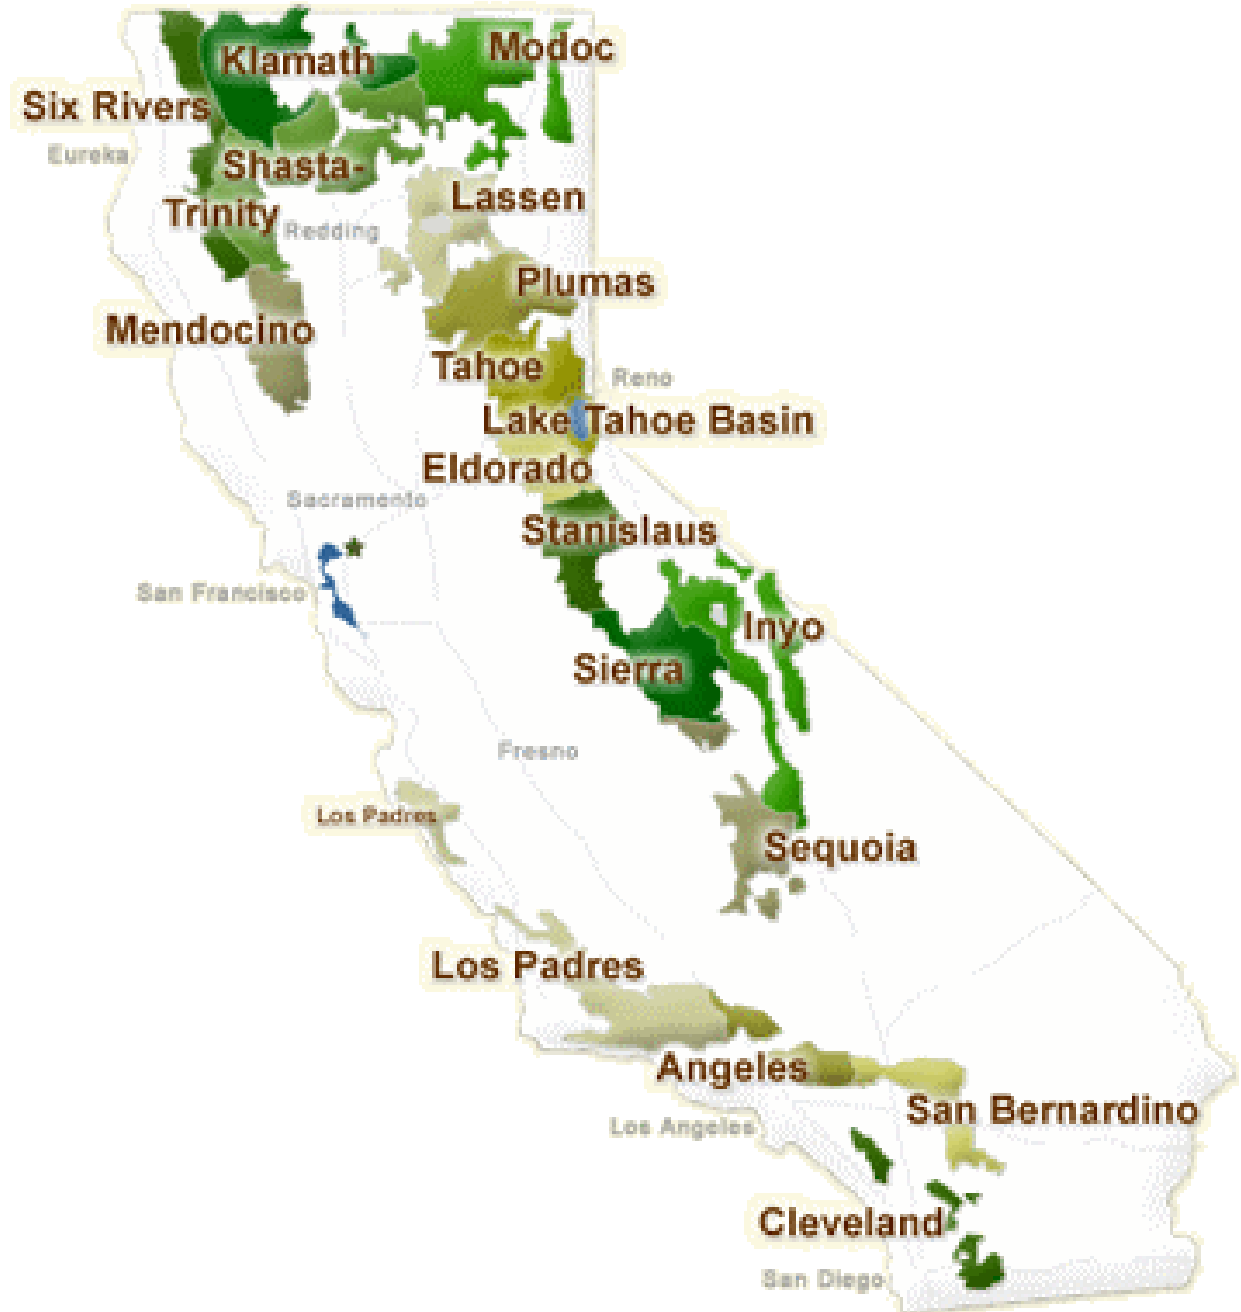 Modoc
Klamath
Six Rivers
Eureka
Shasta-
Trinity
Lassen
Redding
Plumas
Mendocino
Tahoe
Reno
Lake Tahoe Basin
Eldorado
Sacramento
Stanislaus
San Francisco
Inyo
Sierra
Fresno
Los Padres
Sequoia
Los Padres
Angeles
San Bernardino
Los Angeles
Cleveland
San Diego